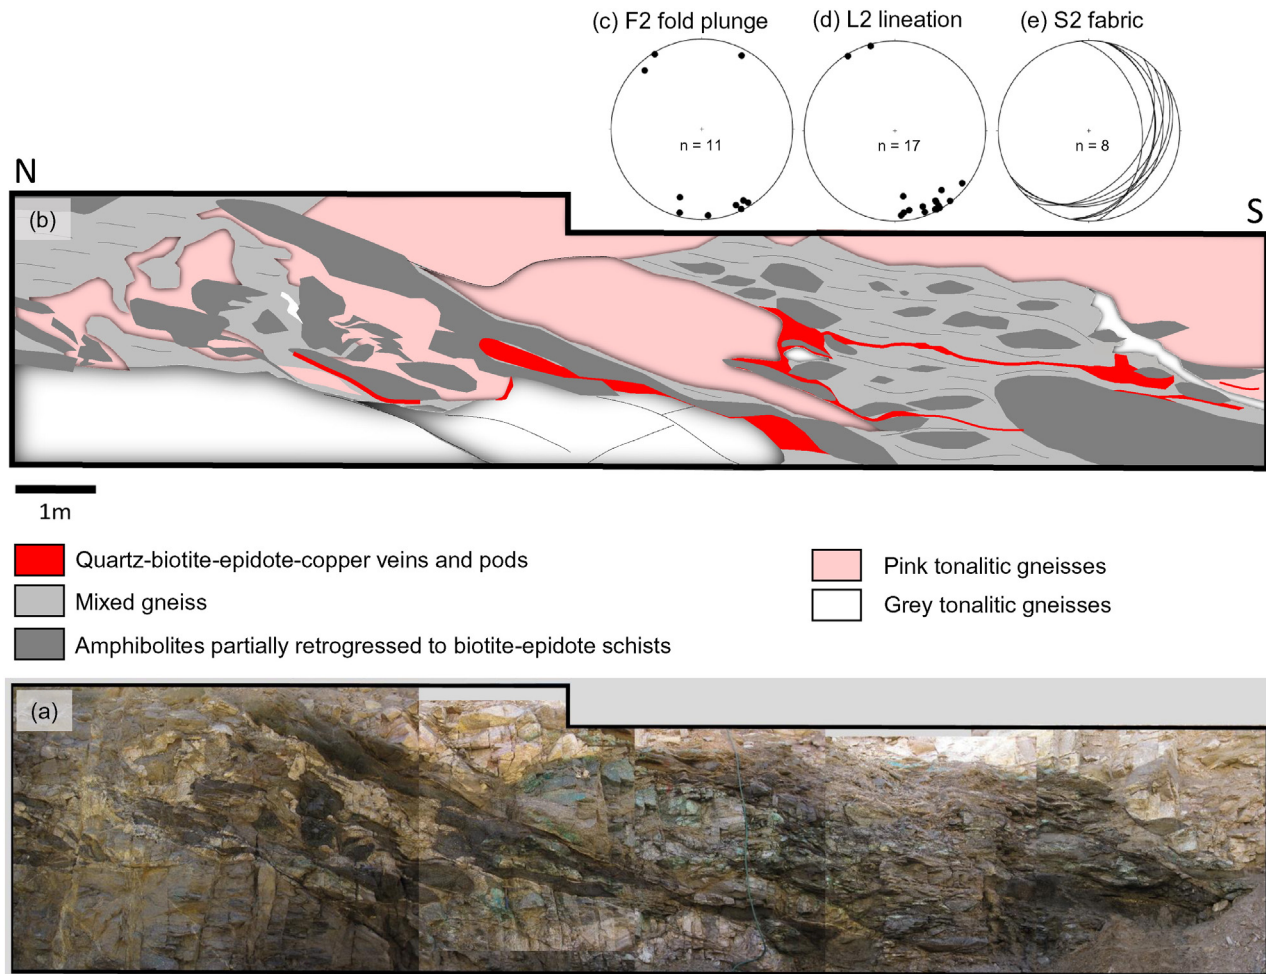 (c) F2 fold plunge
(d) L2 lineation
(e) S2 fabric
n = 11
n = 17
n = 8
N
S
(b)
1m
Quartz-biotite-epidote-copper veins and pods
Mixed gneiss
Amphibolites partially retrogressed to biotite-epidote schists
Pink tonalitic gneisses
Grey tonalitic gneisses
(a)